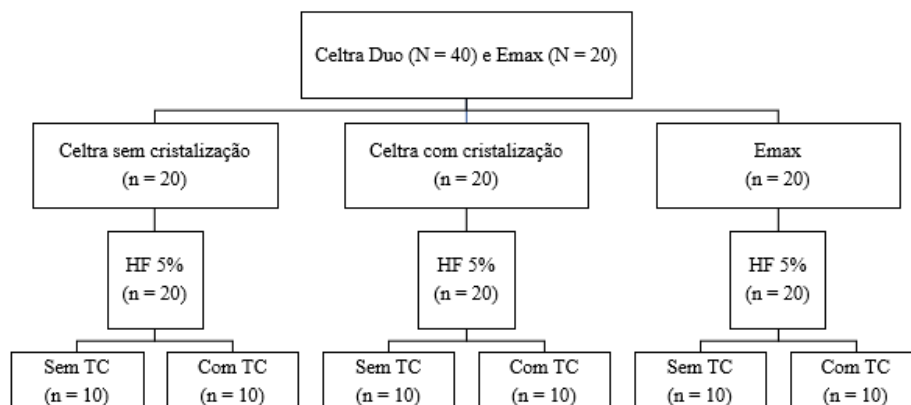 Celtra Duo (N = 40) e Emax (N = 20)
Celtra sem cristalização
(n = 20)
Celtra com cristalização
(n = 20)
Emax
(n = 20)
HF 5%
(n = 20)
HF 5%
(n = 20)
HF 5%
(n = 20)
Sem TC
(n = 10)
Com TC
(n = 10)
Sem TC
(n = 10)
Com TC
(n = 10)
Sem TC
(n = 10)
Com TC
(n = 10)